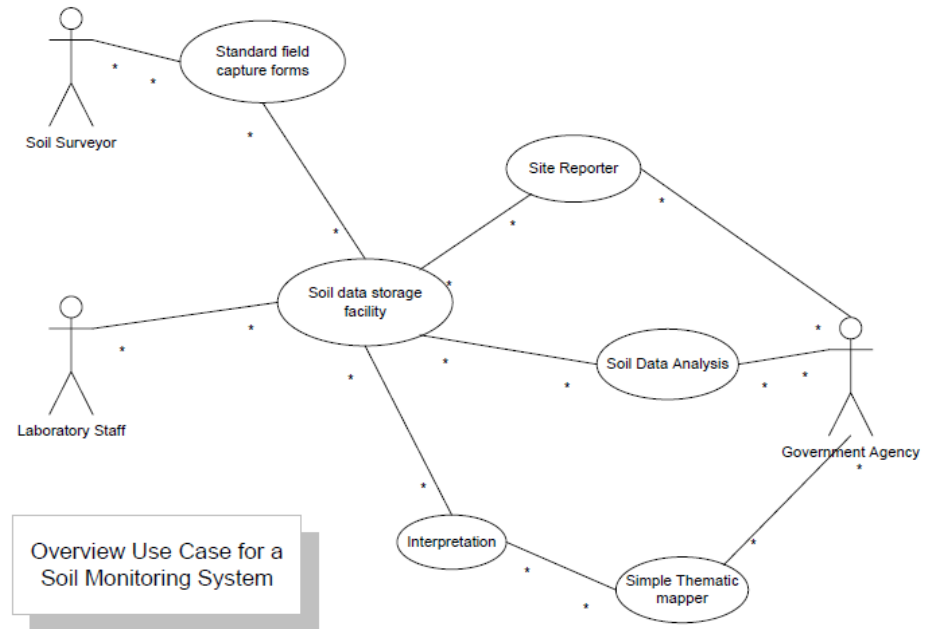 Standard field
capture forms
*
*
Soil Surveyor
*
Site Reporter
*
*
*
*
Soil data storage
facility
*
*
*
*
Soil Data Analysis
*
*
*
*
*
Laboratory Staff
Government Agency
*
*
Interpretation
*
*
*
Simple Thematic
mapper
Overview Use Case for a
Soil Monitoring System